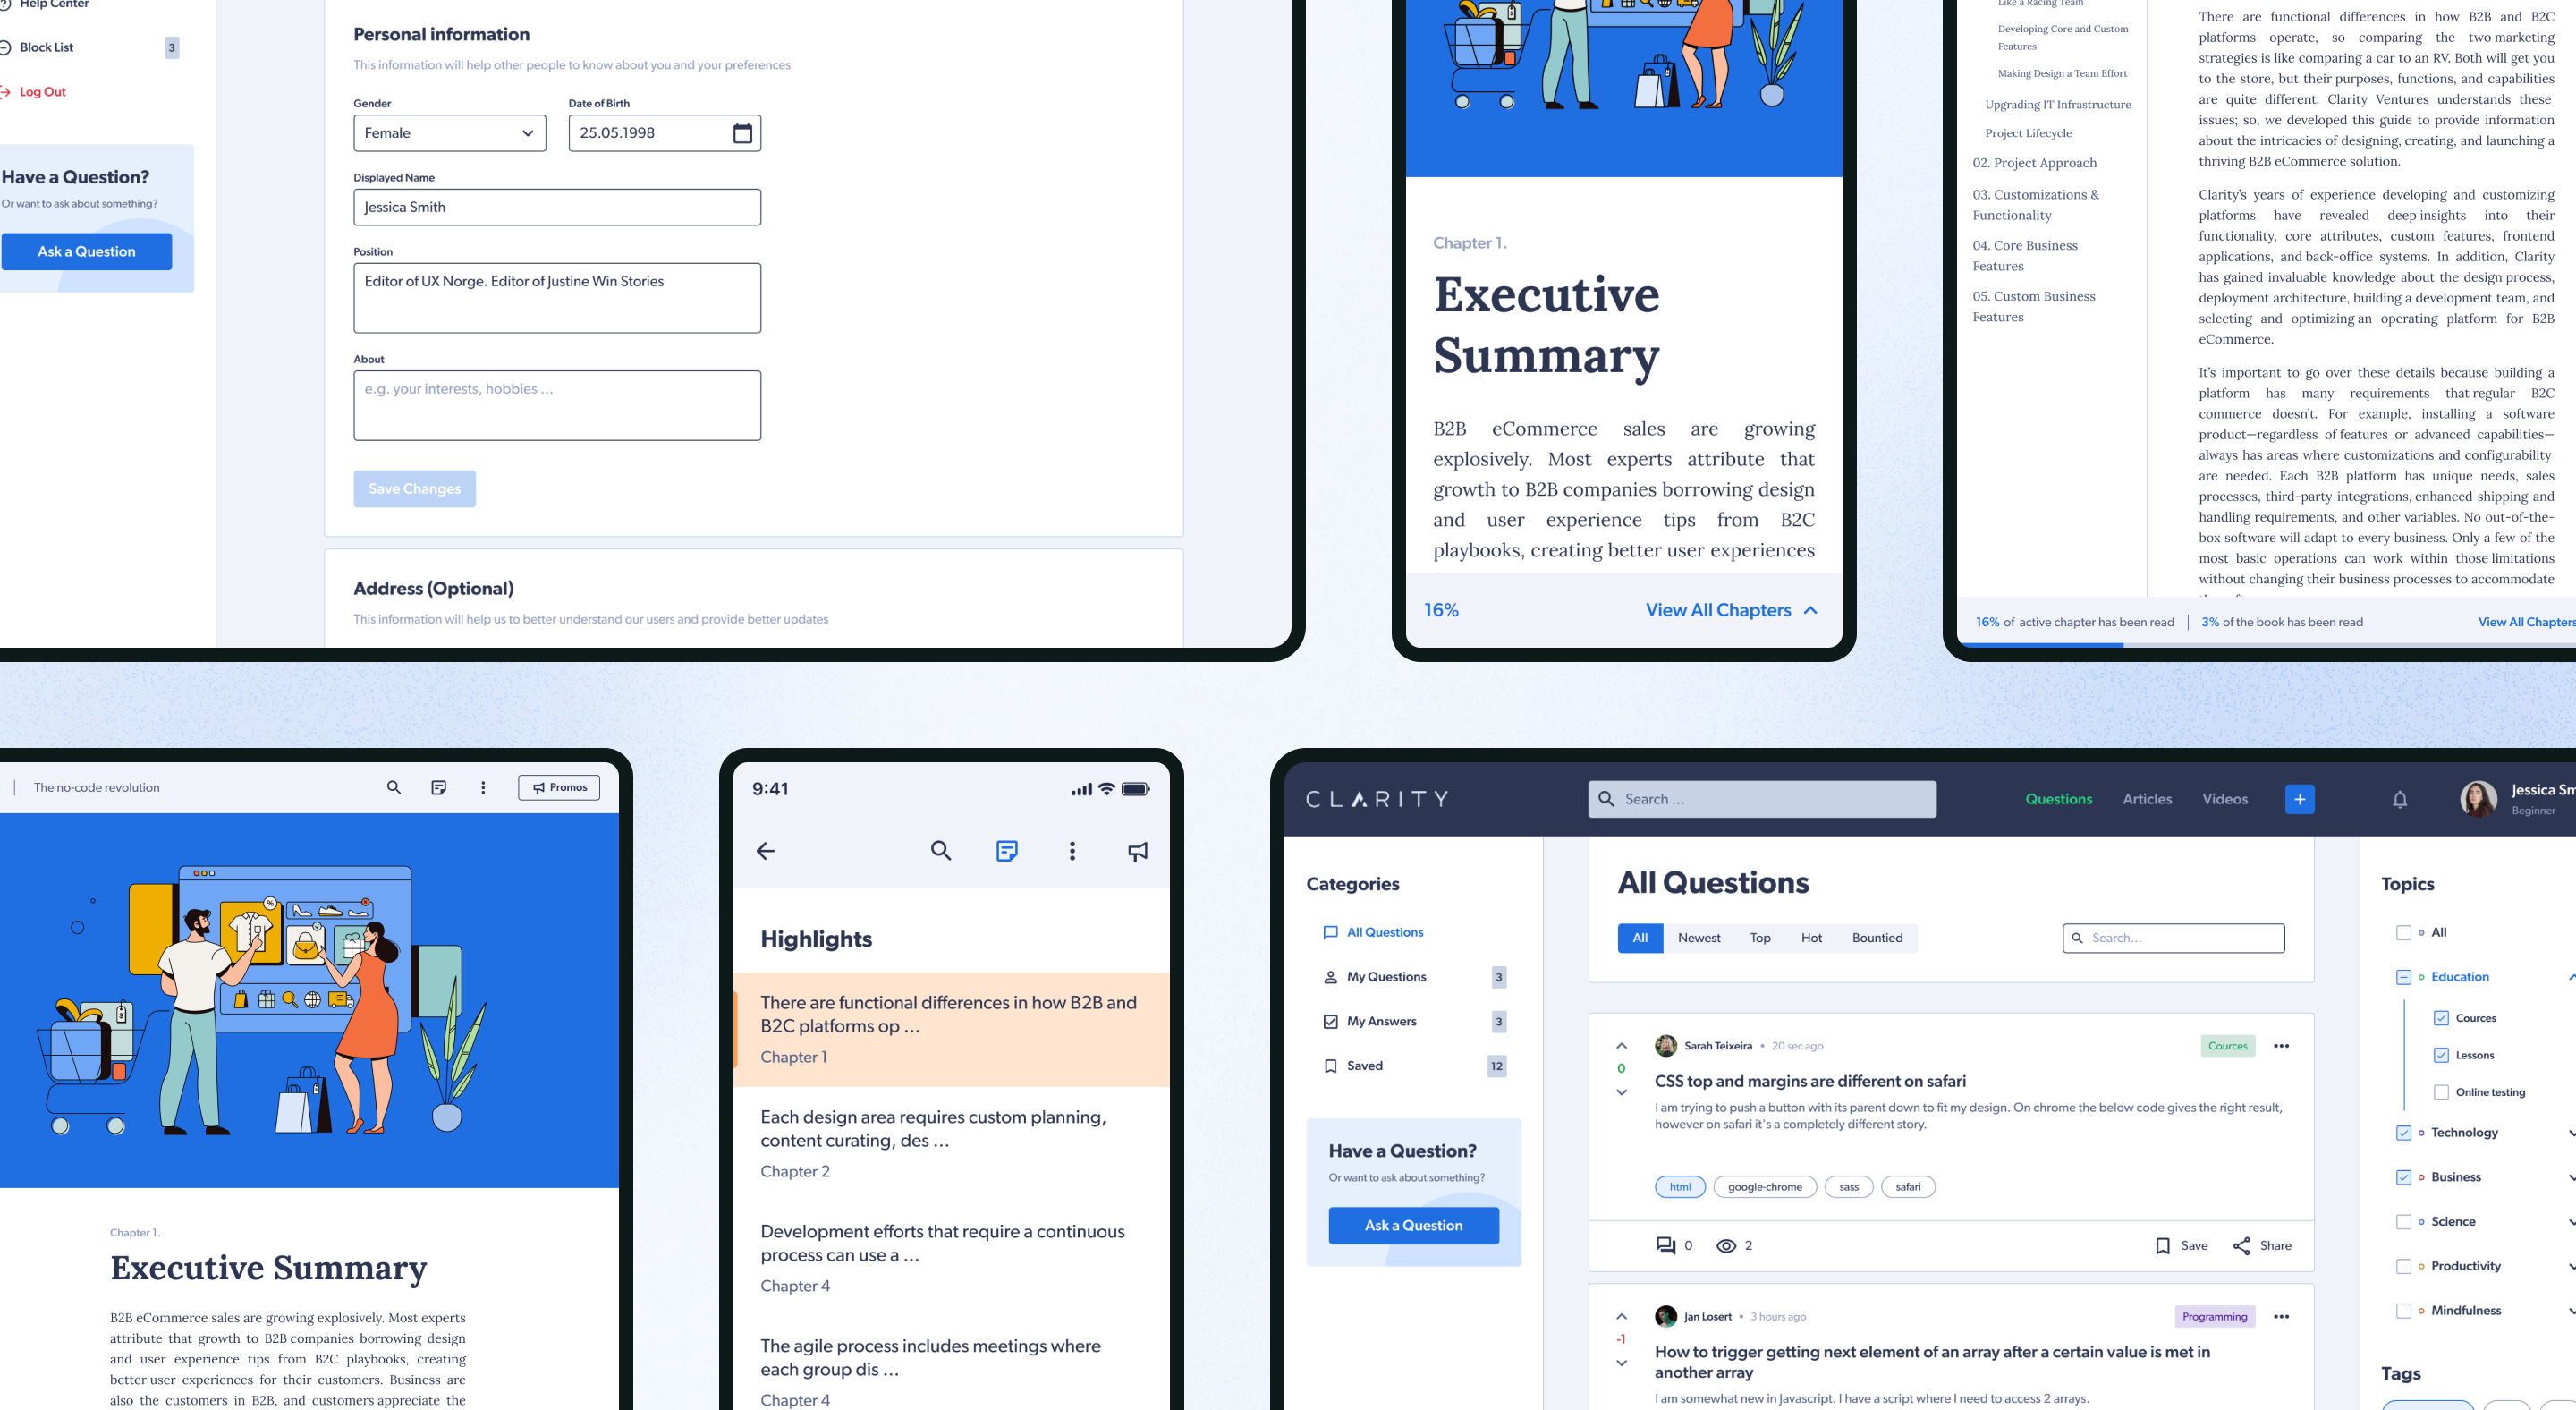 Help Center
Block List
3
Log Out
Have a Question?
Or want to ask about something?
Ask a Question
Personal information
This information will help other people to know about you and your preferences
Gender
Date of Birth
Female
25.05.1998
Displayed Name
Jessica Smith
Position
Editor of UX Norge. Editor of Justine Win Stories
About
e.g. your interests, hobbies ...
Save Changes
Address (Optional)
This information will help us to better understand our users and provide better updates
Chapter 1.
Executive
Summary
B2B eCommerce sales are growing
explosively. Most experts attribute that
growth to B2B companies borrowing design
and user experience tips from B2C
playbooks, creating better user experiences
16%
View All Chapters
Like a Racing Team
Developing Core and Custom
Features
Making Design a Team Effort
Upgrading IT Infrastructure
Project Lifecycle
02. Project Approach
03. Customizations &
Functionality
04. Core Business
Features
05. Custom Business
Features
There are functional differences in how B2B and B2C
platforms operate, so comparing the two marketing
strategies is like comparing a car to an RV. Both will get you
to the store, but their purposes, functions, and capabilities
are quite different. Clarity Ventures understands these
issues; so, we developed this guide to provide information
about the intricacies of designing, creating, and launching a
thriving B2B eCommerce solution.
Clarity's years of experience developing and customizing
platforms have revealed deep insights into their
functionality, core attributes, custom features, frontend
applications, and back-office systems. In addition, Clarity
has gained invaluable knowledge about the design process,
deployment architecture, building a development team, and
selecting and optimizing an operating platform for B2B
eCommerce.
It's important to go over these details because building a
platform has many requirements that regular B2C
commerce doesn't. For example, installing a software
product—regardless of features or advanced capabilities—
always has areas where customizations and configurability
are needed. Each B2B platform has unique needs, sales
processes, third-party integrations, enhanced shipping and
handling requirements, and other variables. No out-of-the-
box software will adapt to every business. Only a few of the
most basic operations can work within those limitations
without changing their business processes to accommodate
16% of active chapter has been read
3% of the book has been read
View All Chapters
The no-code revolution
Promos
Chapter 1.
Executive Summary
B2B eCommerce sales are growing explosively. Most experts
attribute that growth to B2B companies borrowing design
and user experience tips from B2C playbooks, creating
better user experiences for their customers. Business are
also the customers in B2B, and customers appreciate the
9:41
Highlights
There are functional differences in how B2B and
B2C platforms op ...
Chapter 1
Each design area requires custom planning,
content curating, des ...
Chapter 2
Development efforts that require a continuous
process can use a ...
Chapter 4
The agile process includes meetings where
each group dis ...
Chapter 4
CLARITY
Search ...
Questions
Articles
Videos
+
Jessica Sm
Beginner
Categories
All Questions
My Questions
3
My Answers
3
Saved
12
Have a Question?
Or want to ask about something?
Ask a Question
All Questions
All
Newest
Top
Hot
Bountied
Search...
Sarah Teixeira • 20 sec ago
Cources
0
CSS top and margins are different on safari
I am trying to push a button with its parent down to fit my design. On chrome the below code gives the right result,
however on safari it's a completely different story.
html
google-chrome
sass
safari
0
2
Save
Share
Jan Losert • 3 hours ago
Programming
-1
How to trigger getting next element of an array after a certain value is met in
another array
I am somewhat new in Javascript. I have a script where I need to access 2 arrays.
Topics
All
Education
Cources
Lessons
Online testing
Technology
Business
Science
Productivity
Mindfulness
Tags